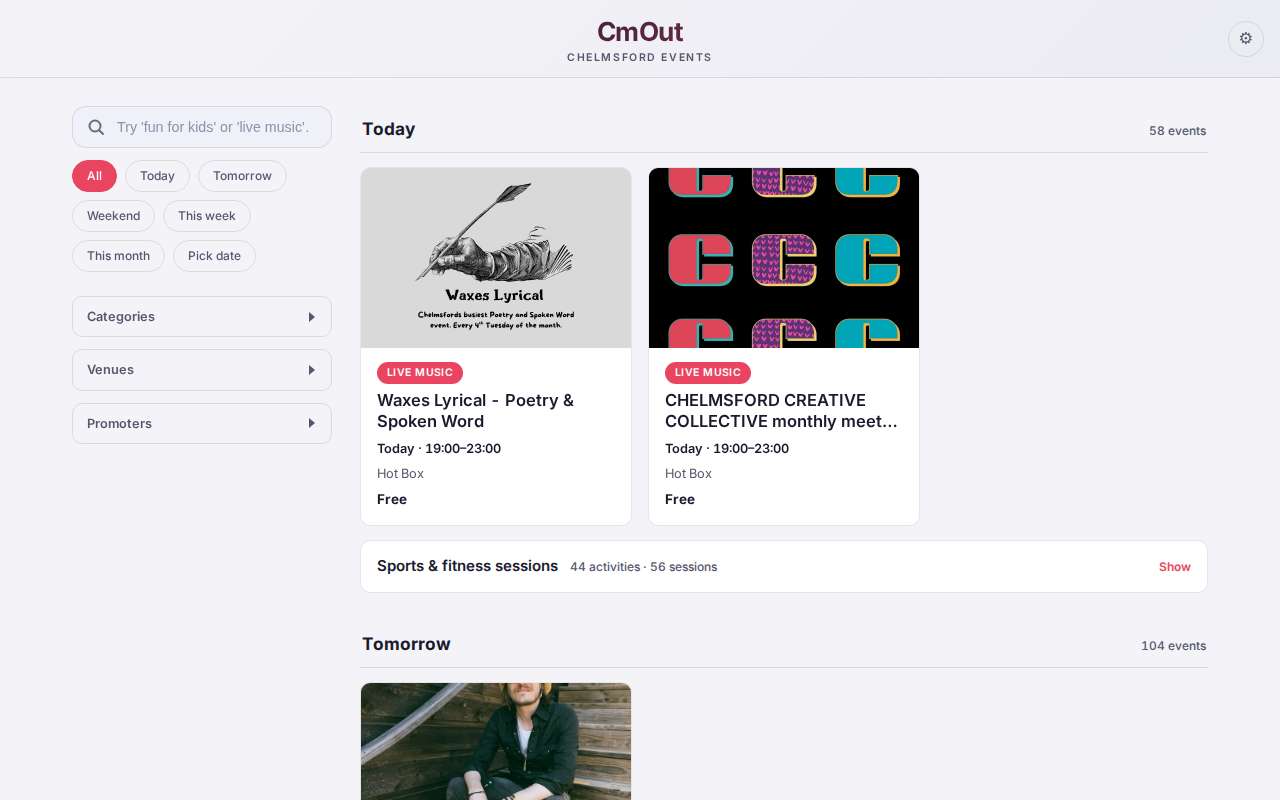 CmOut
CHELMSFORD EVENTS
Try 'fun for kids' or 'live music'.
All
Today
Tomorrow
Weekend
This week
This month
Pick date
Categories
Venues
Promoters
Today
58 events
Waxes Lyrical
Chelmsfords busiest Poetry and Spoken Word
event. Every 4th Tuesday of the month.
LIVE MUSIC
Waxes Lyrical - Poetry &
Spoken Word
Today · 19:00–23:00
Hot Box
Free
C C C
C C C
C C C
LIVE MUSIC
CHELMSFORD CREATIVE
COLLECTIVE monthly meet...
Today · 19:00–23:00
Hot Box
Free
Sports & fitness sessions
44 activities · 56 sessions
Show
Tomorrow
104 events